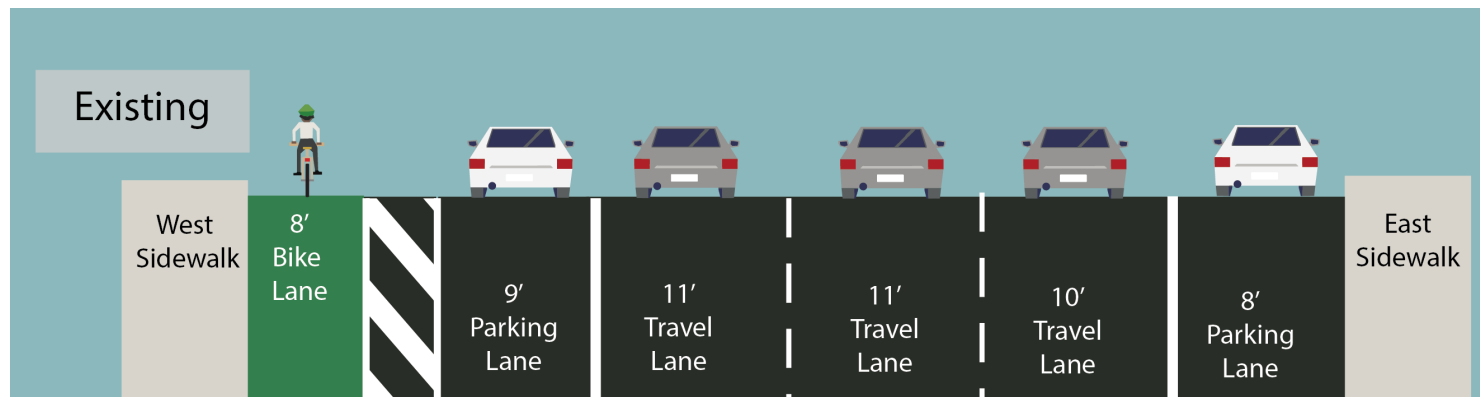 Existing
West
Sidewalk
8’
Bike
Lane
9’
Parking
Lane
11’
Travel
Lane
11’
Travel
Lane
10’
Travel
Lane
8’
Parking
Lane
East
Sidewalk